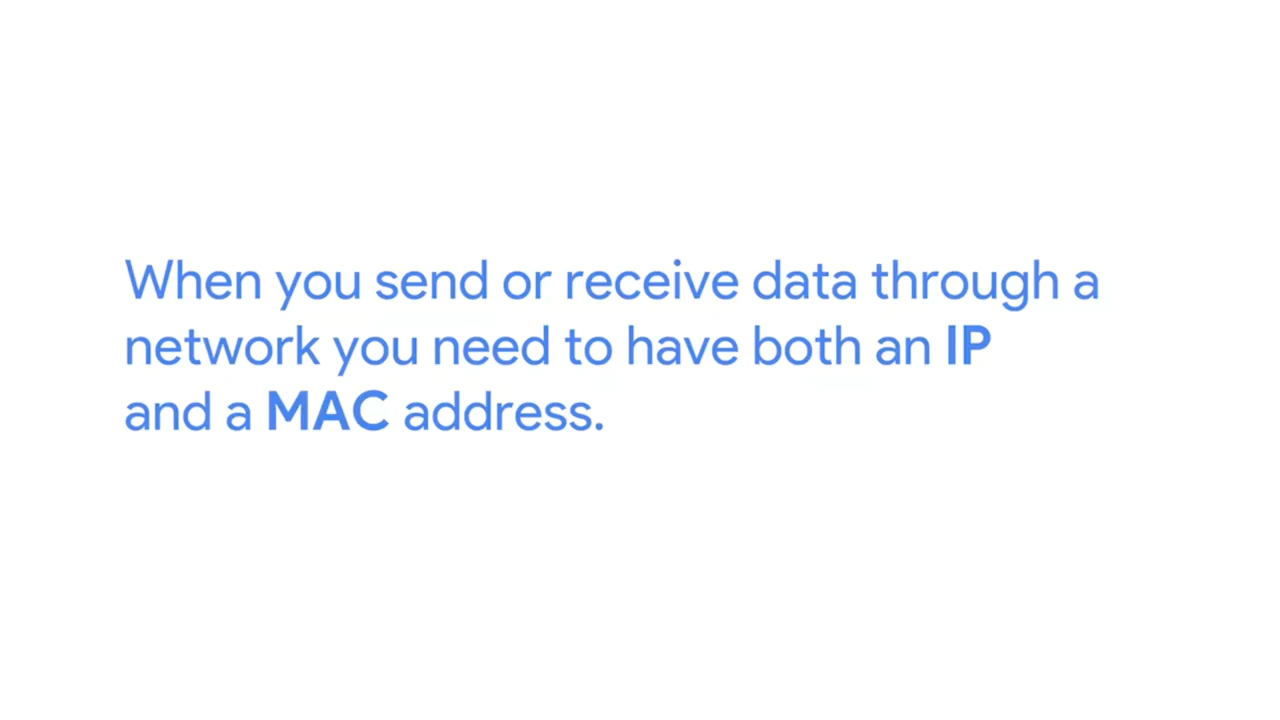 When you send or receive data through a
network you need to have both an IP
and a MAC address.